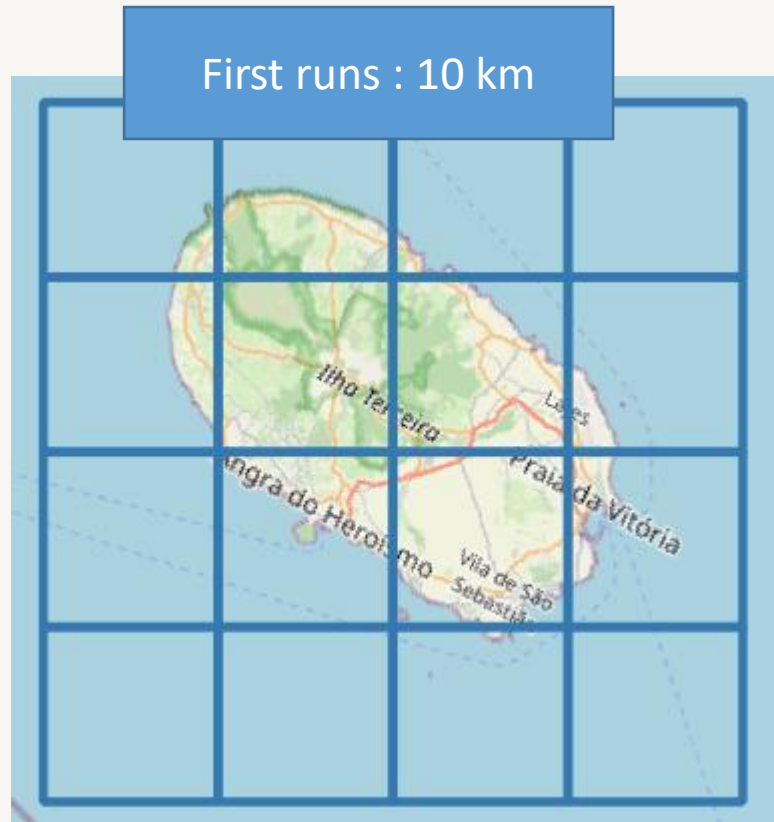 First runs : 10 km
Ilha Terceira
Lajes
Praia da Vitória
Angra do Heroísmo
Vila de São
Sebastião